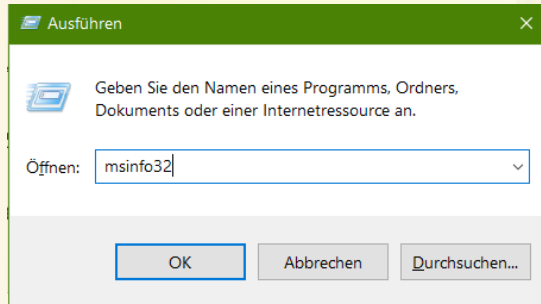 Ausführen
Geben Sie den Namen eines Programms, Ordners,
Dokuments oder einer Internetressource an.
Öffnen: msinfo32
OK Abbrechen Durchsuchen...